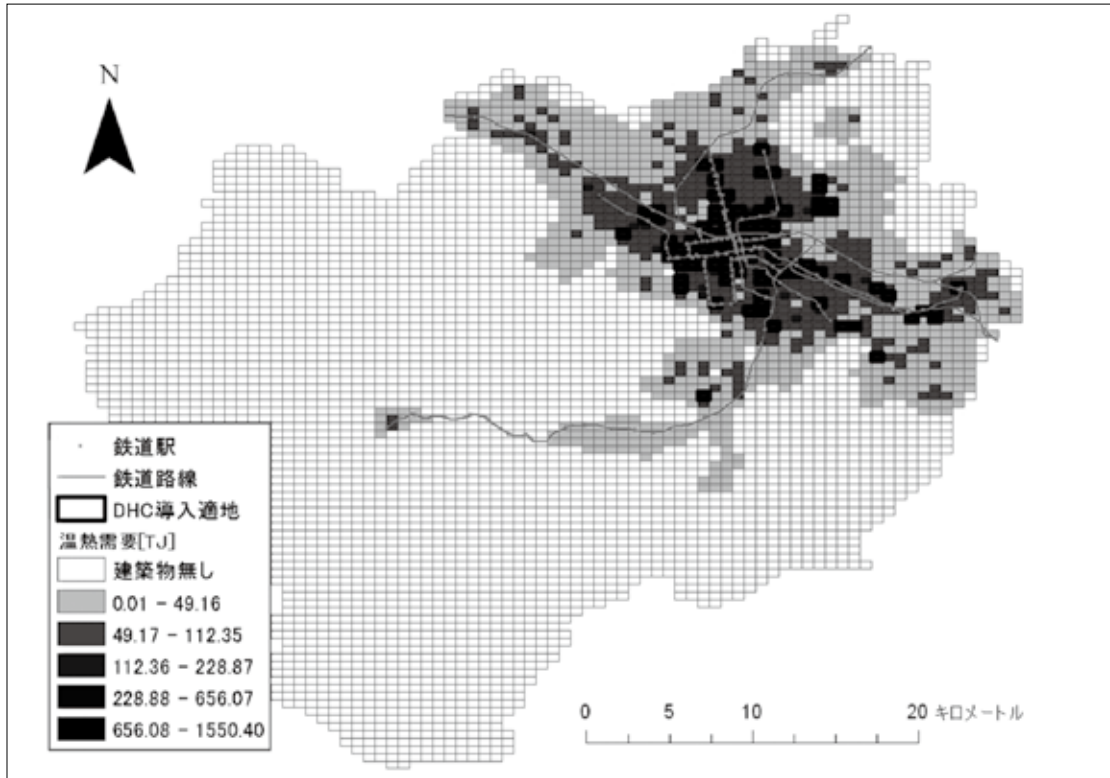 N
鉄道駅
鉄道路線
DHC導入適地
温熱需要[TJ]
建築物無し
0.01 - 49.16
49.17 - 112.35
112.36 - 228.87
228.88 - 656.07
656.08 - 1550.40
0 5 10 20 キロメートル